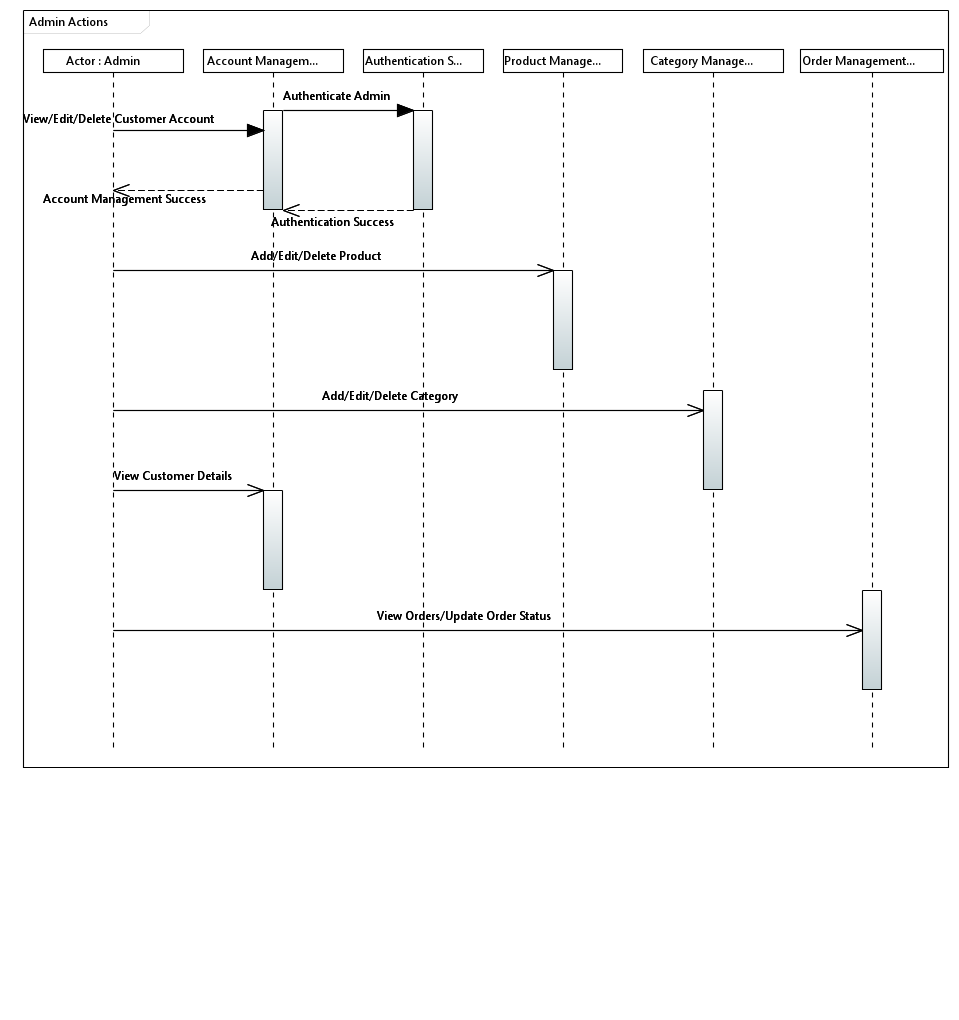 Admin Actions
Actor : Admin
Account Managem...
Authentication S...
Product Manage...
Category Manage...
Order Management...
Authenticate Admin
View/Edit/Delete Customer Account
Account Management Success
Authentication Success
Add/Edit/Delete Product
Add/Edit/Delete Category
View Customer Details
View Orders/Update Order Status